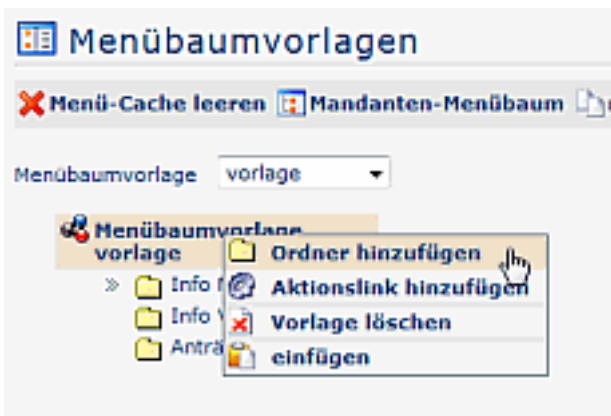 Menübaumvorlagen
Menü-Cache leeren Mandanten-Menübaum
Menübaumvorlage vorlage
Menübaumvorlage
vorlage
Ordner hinzufügen
» Info
Aktionslink hinzufügen
Info
Vorlage löschen
einfügen